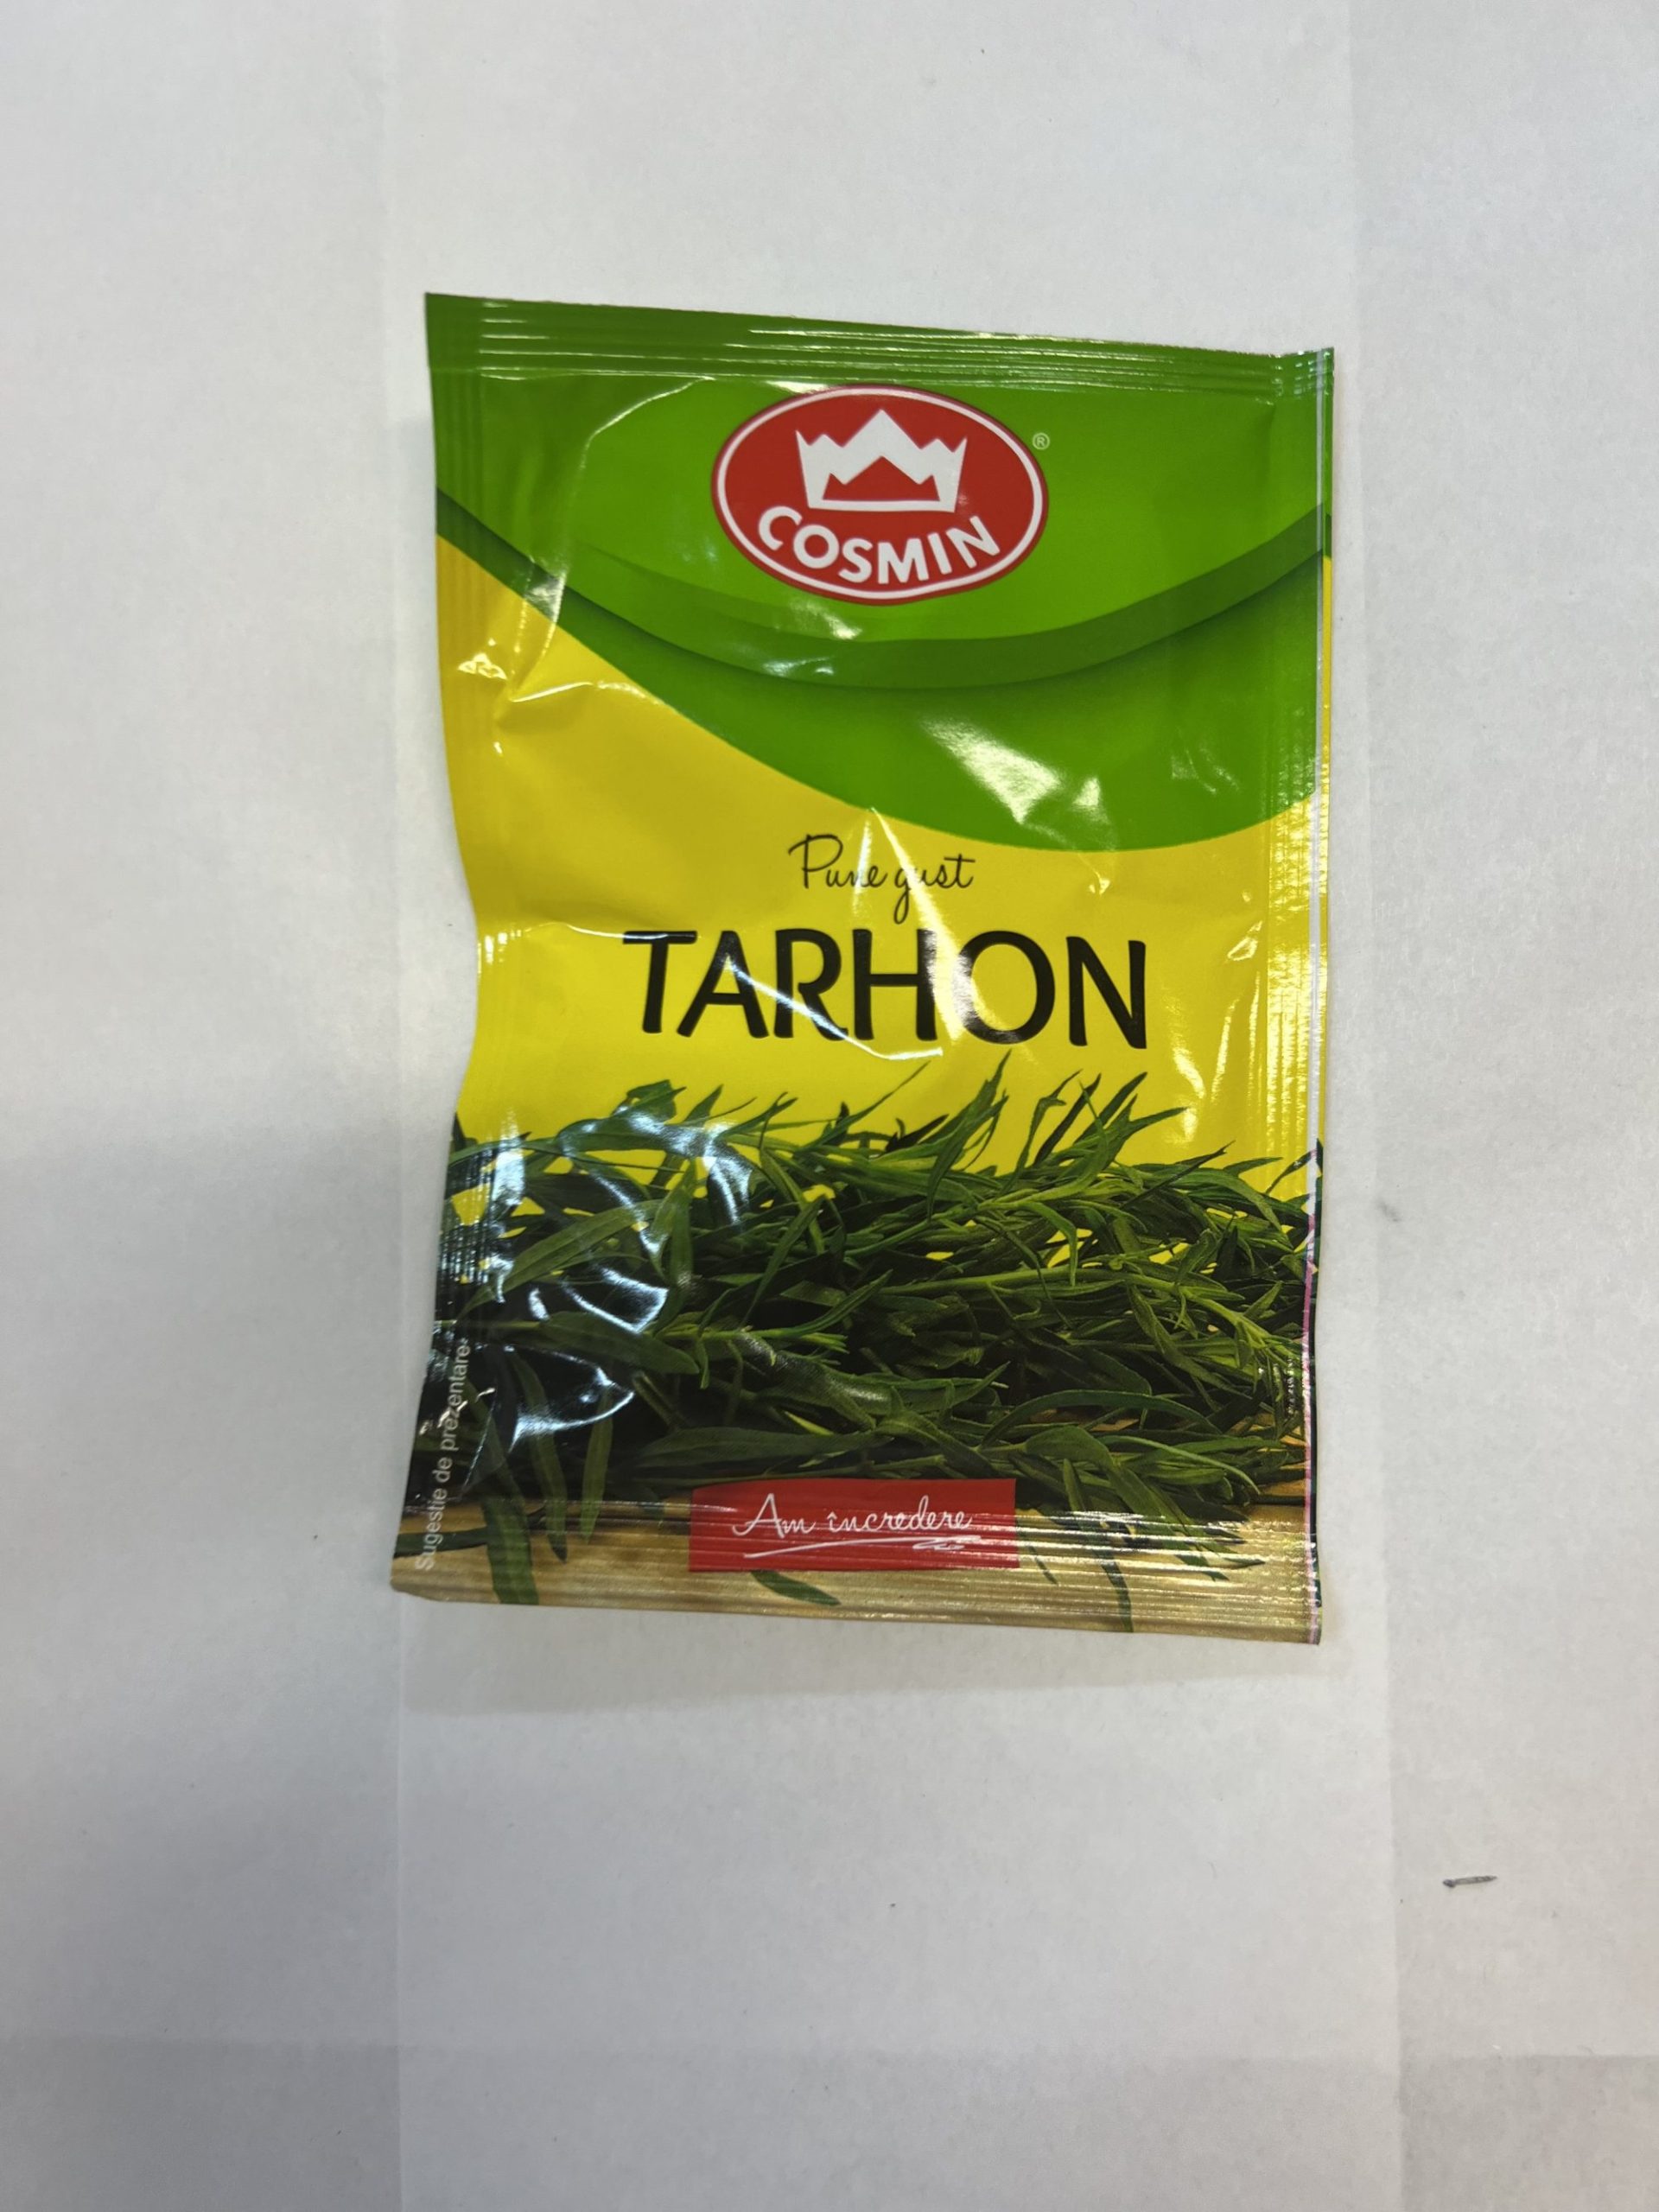 COSMIN
®
Pune gust
TARHON
Sugestie de prezentare
Am încredere